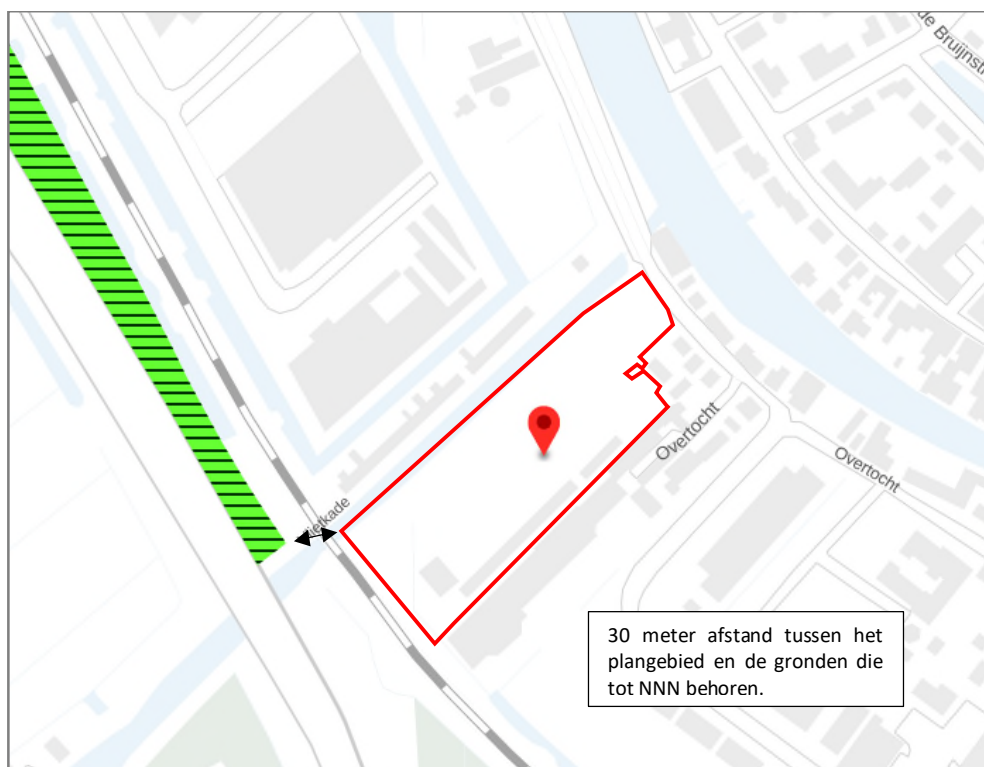 de Bruijnstr
Overtocht
Overtocht
30 meter afstand tussen het
plangebied en de gronden die
tot NNN behoren.